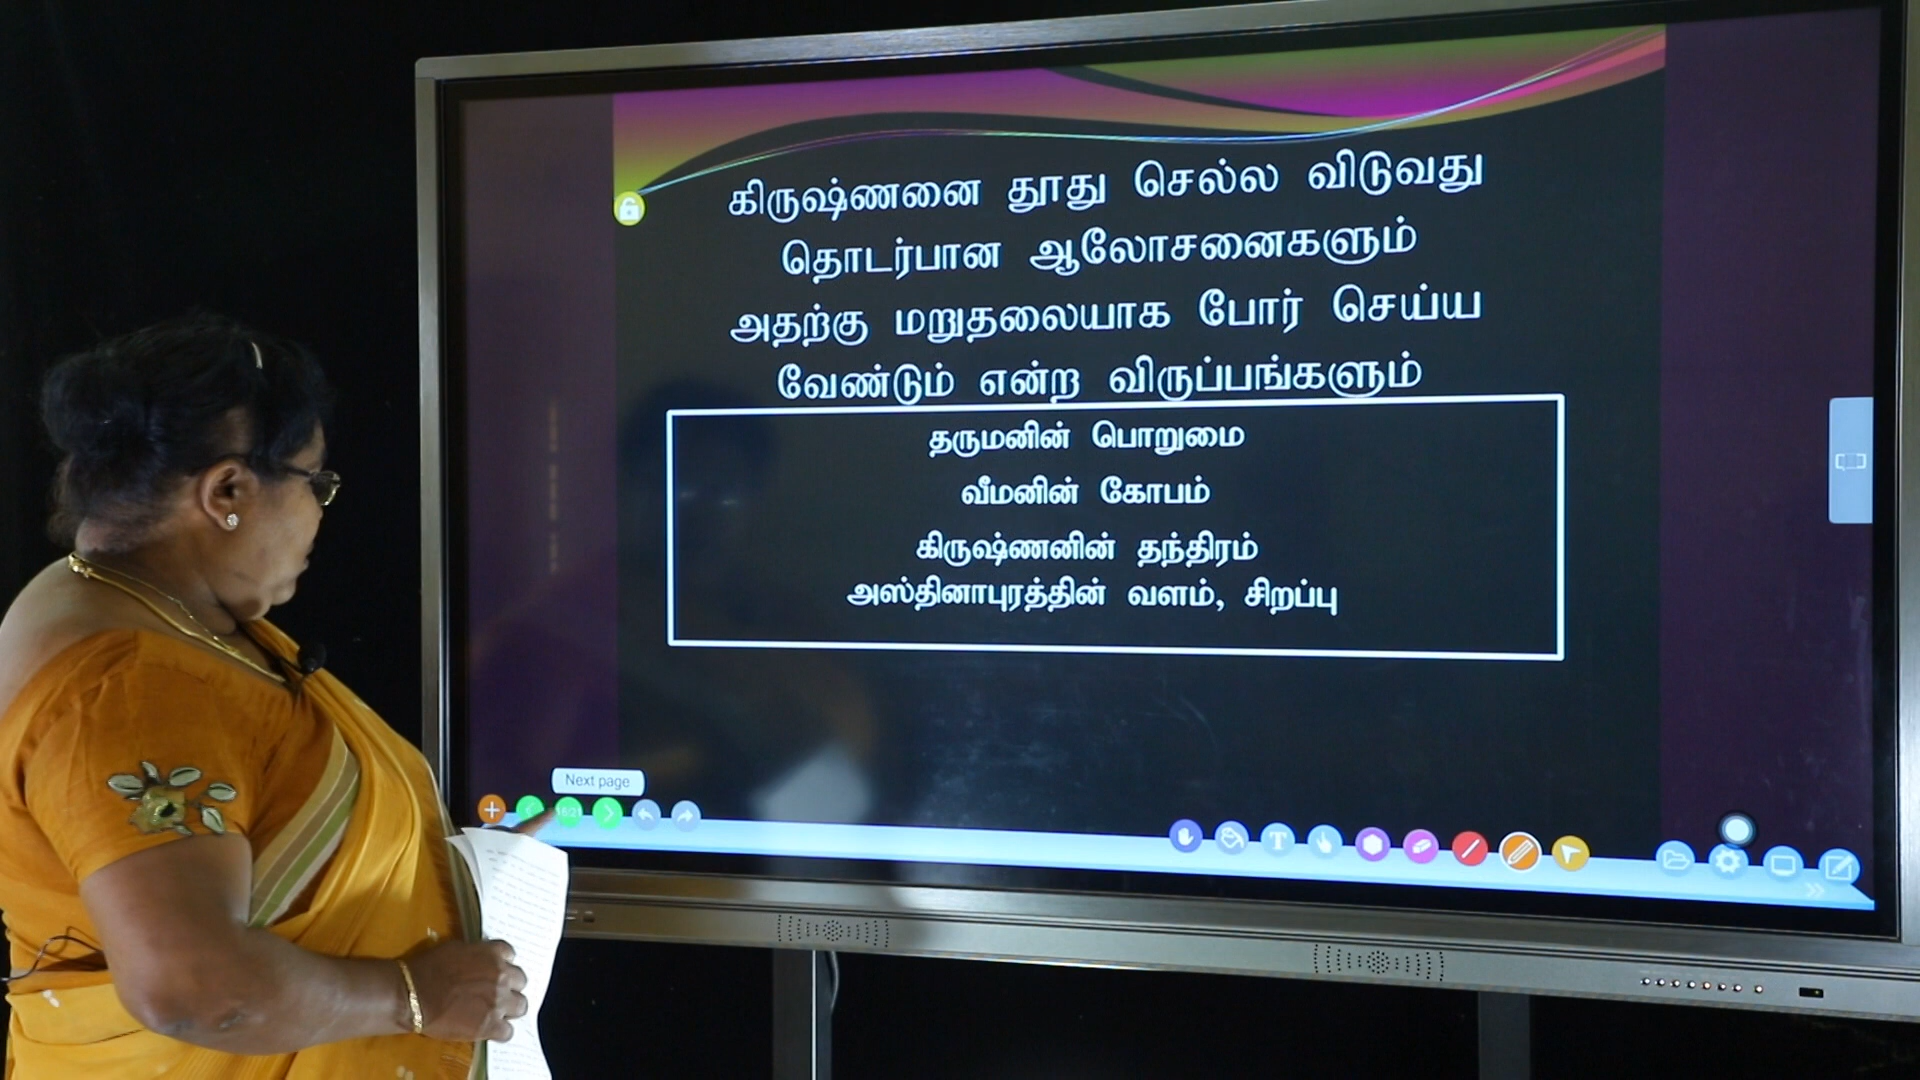 கிருஷ்ணனை தூது செல்ல விடுவது
தொடர்பான ஆலோசனைகளும்
அதற்கு மறுதலையாக போர் செய்ய
வேண்டும் என்ற விருப்பங்களும்
தருமனின் பொறுமை
வீமனின் கோபம்
கிருஷ்ணனின் தந்திரம்
அஸ்தினாபுரத்தின் வளம், சிறப்பு
Next page